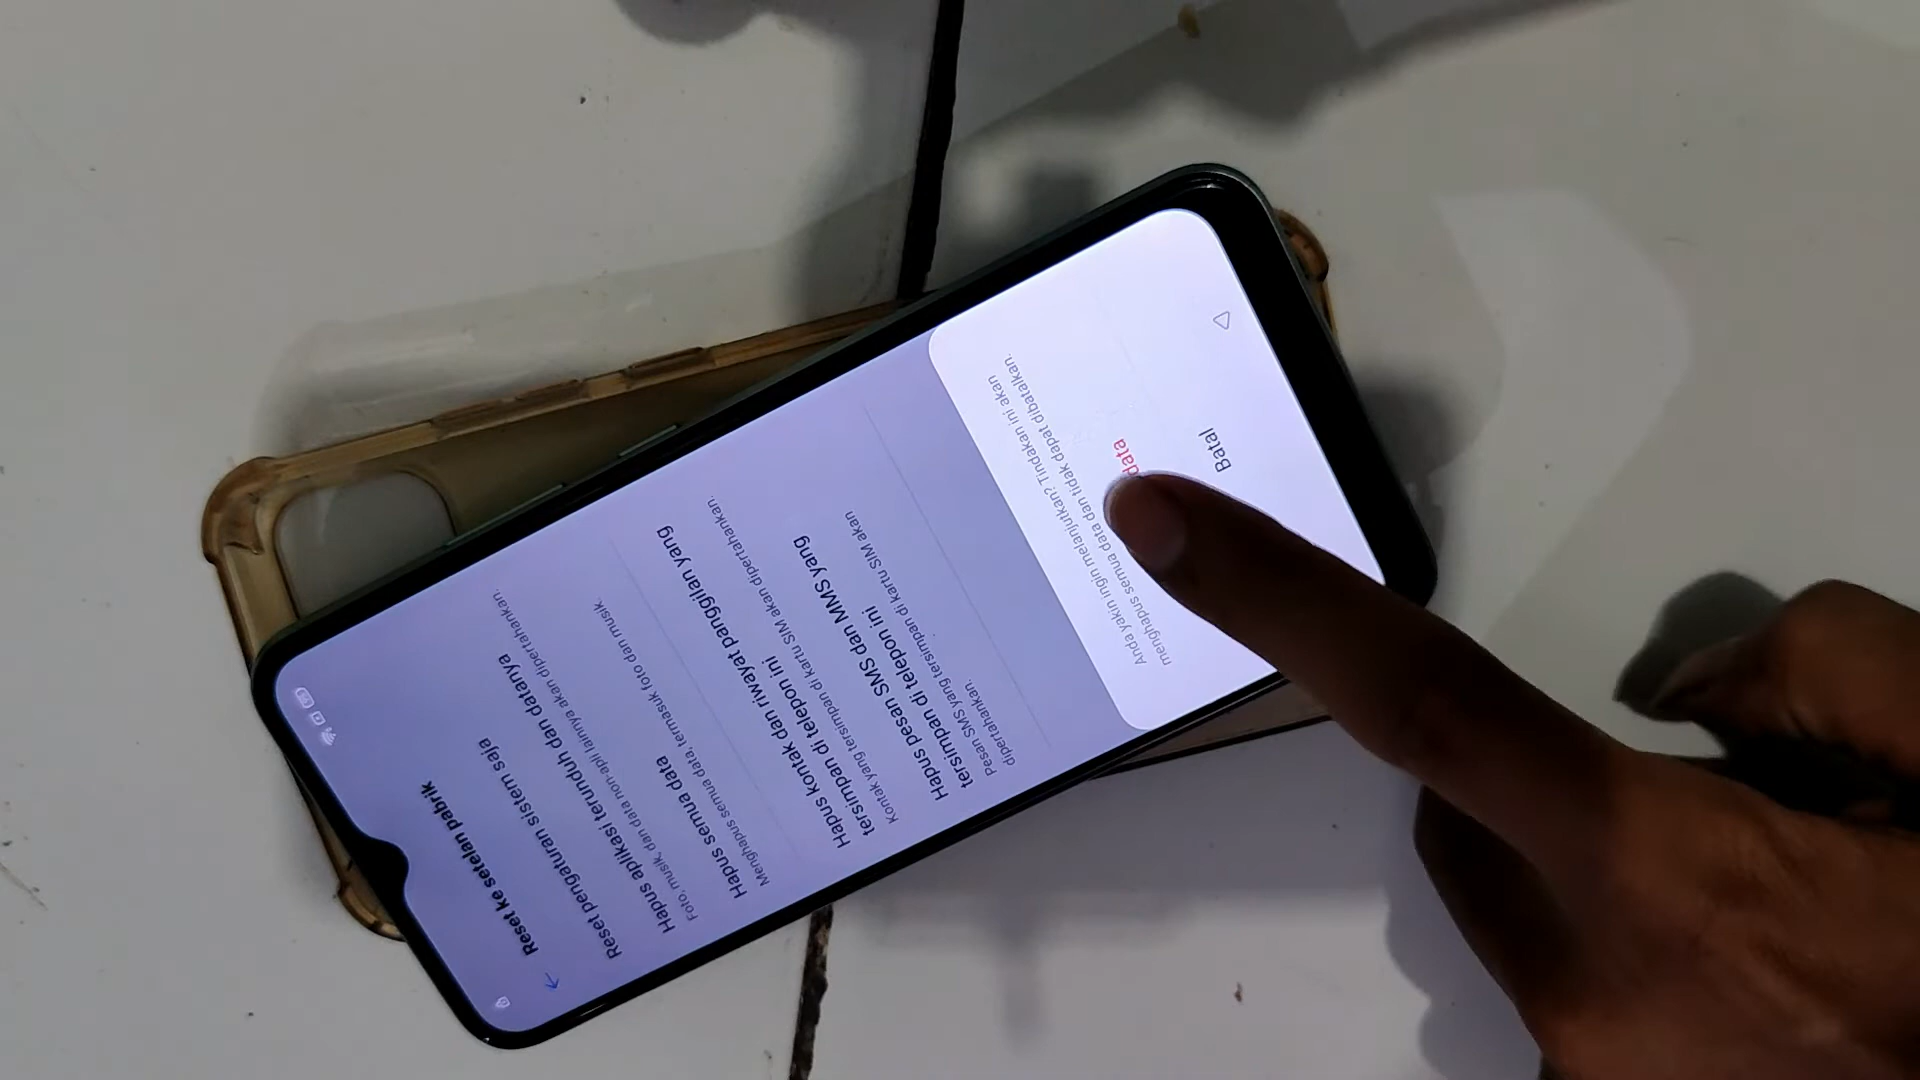 Reset ke setelan pabrik
Reset pengaturan sistem saja
Hapus aplikasi terunduh dan datanya
Foto, musik, dan data non-apli lainnya akan dipertahankan.
Hapus semua data
Menghapus semua data, termasuk foto dan musik.
Hapus kontak dan riwayat panggilan yang
tersimpan di telepon ini
Kontak yang tersimpan di kartu SIM akan dipertahankan.
Hapus pesan SMS dan MMS yang
tersimpan di telepon ini
Pesan SMS yang tersimpan di kartu SIM akan
dipertahankan.
Anda yakin ingin melanjutkan? Tindakan ini akan
menghapus semua data dan tidak dapat dibatalkan.
data
Batal